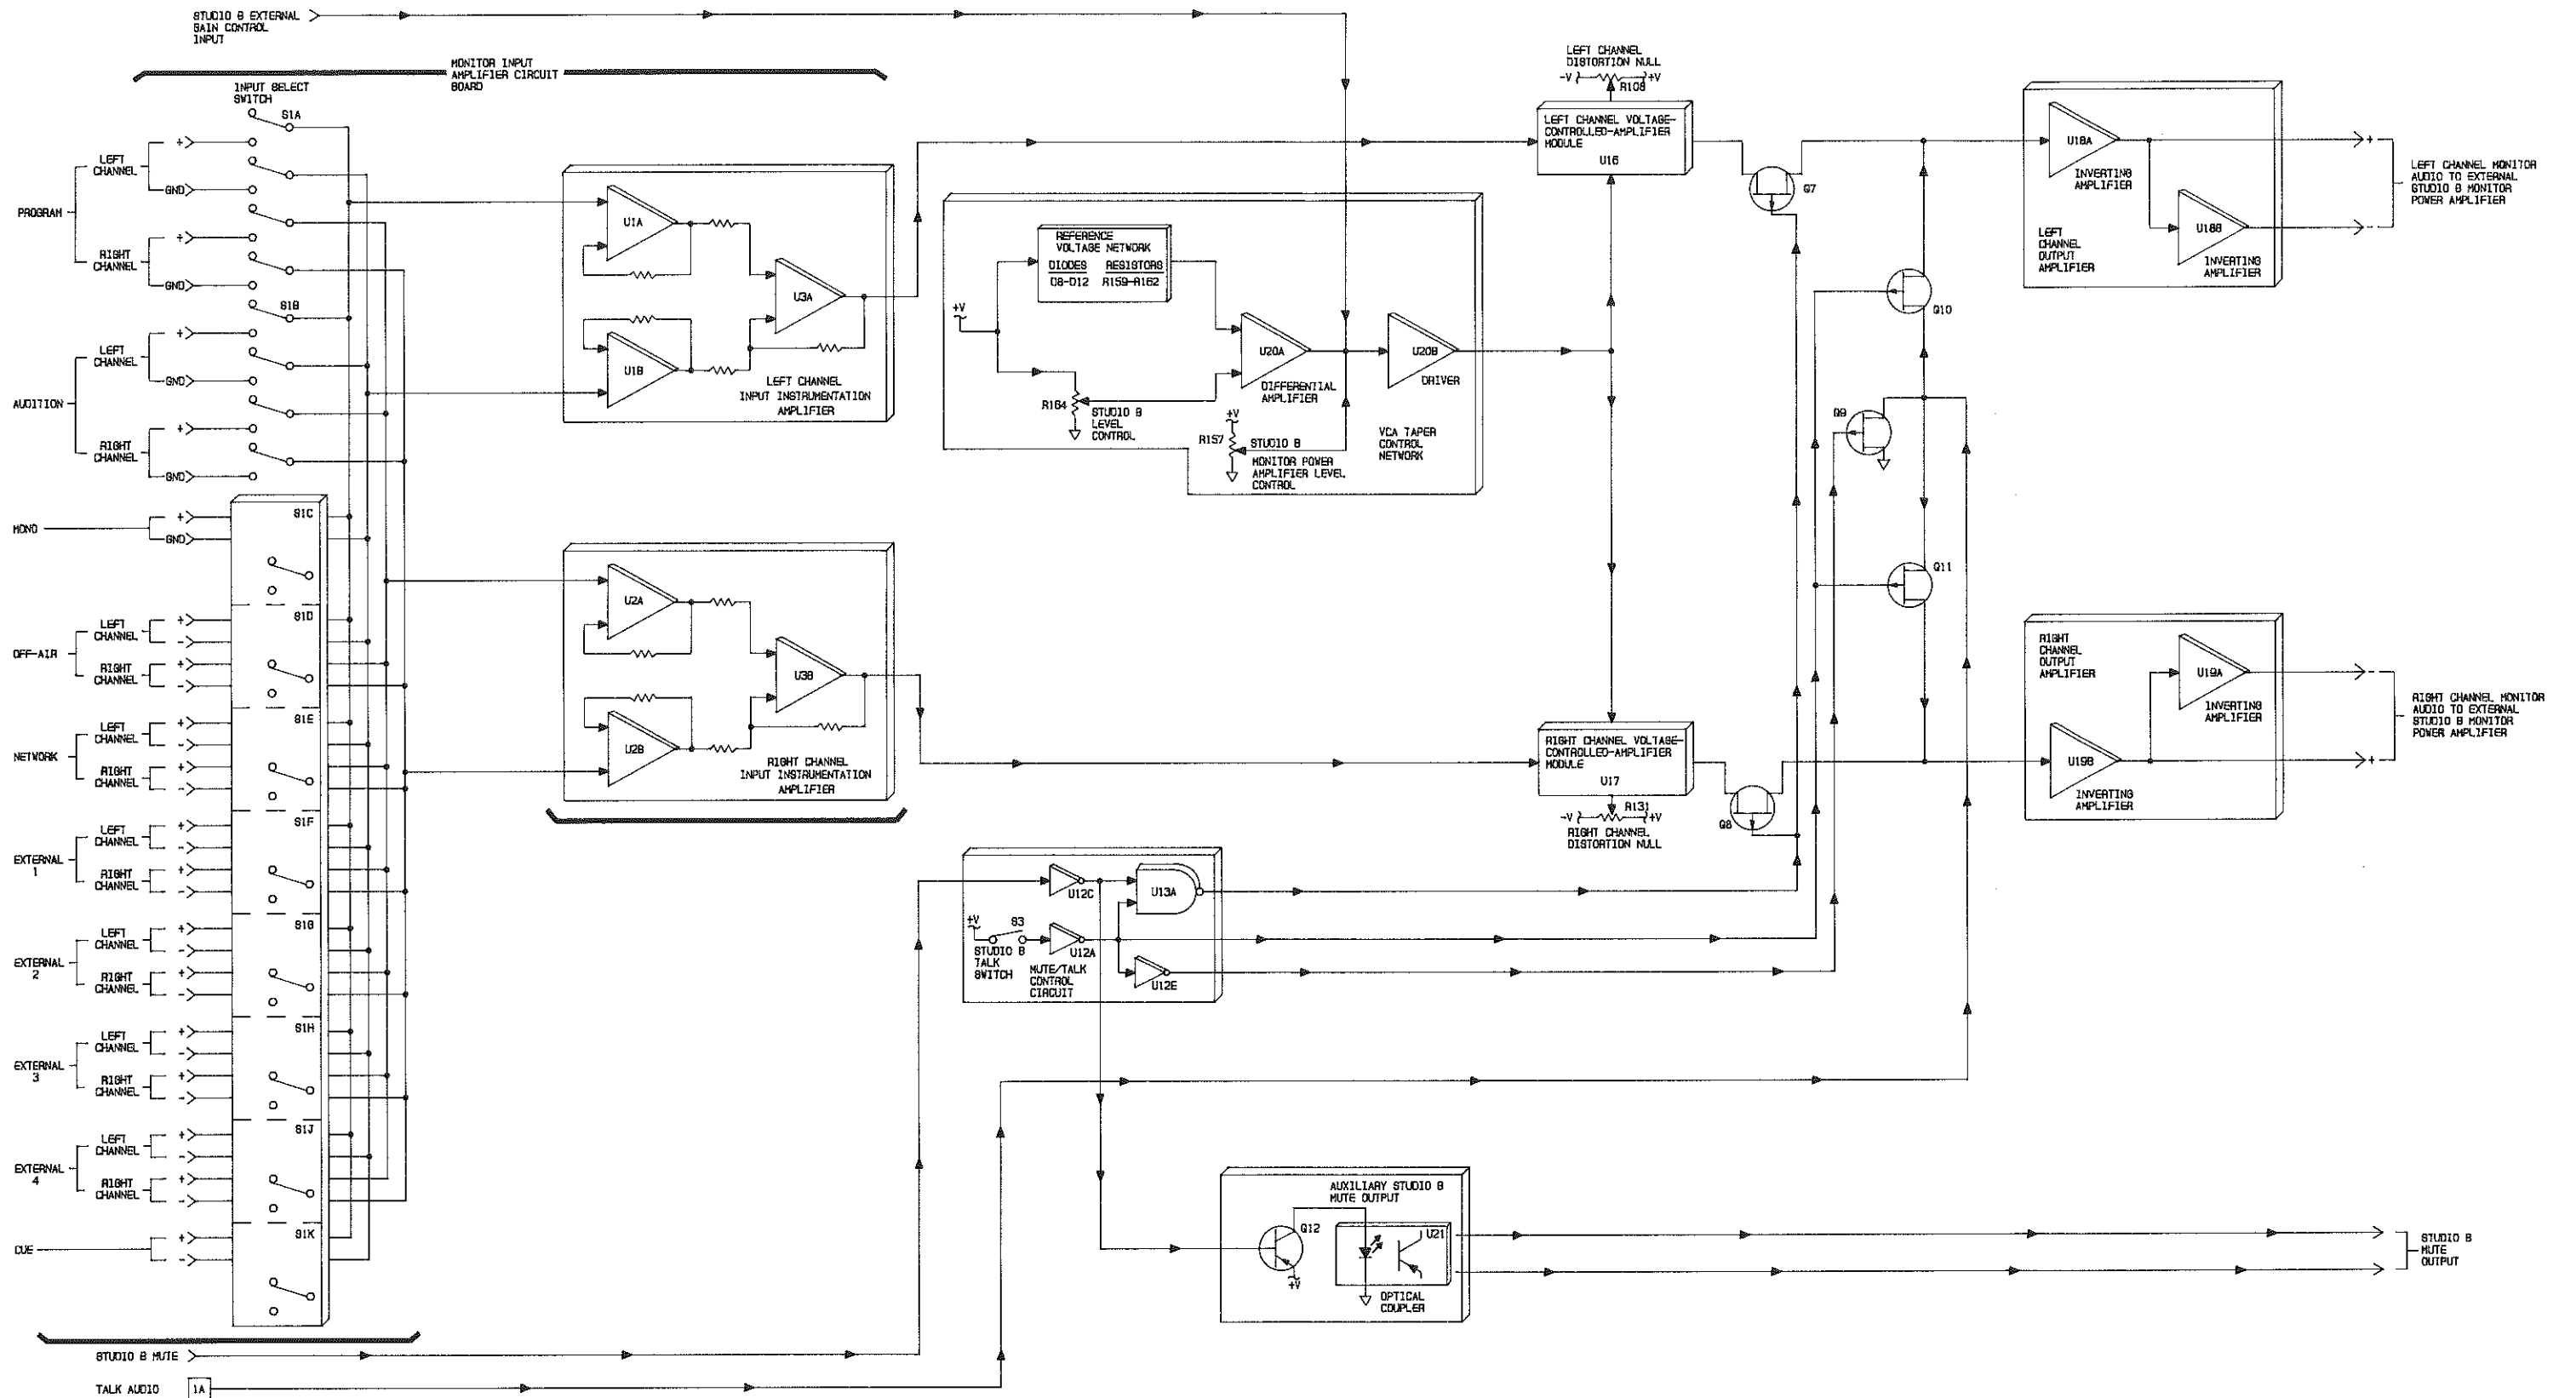 STUDIO B EXTERNAL
GAIN CONTROL
INPUT
MONITOR INPUT
AMPLIFIER CIRCUIT
BOARD
INPUT SELECT
SWITCH
S1A
PROGRAM
LEFT
CHANNEL
+
GND
RIGHT
CHANNEL
+
GND
S1B
AUDITION
LEFT
CHANNEL
+
GND
RIGHT
CHANNEL
+
GND
MONO
+
GND
S1C
OFF-AIR
LEFT
CHANNEL
+
-
RIGHT
CHANNEL
+
-
S1D
NETWORK
LEFT
CHANNEL
+
-
RIGHT
CHANNEL
+
-
S1E
EXTERNAL
1
LEFT
CHANNEL
+
-
RIGHT
CHANNEL
+
-
S1F
EXTERNAL
2
LEFT
CHANNEL
+
-
RIGHT
CHANNEL
+
-
S1G
EXTERNAL
3
LEFT
CHANNEL
+
-
RIGHT
CHANNEL
+
-
S1H
EXTERNAL
4
LEFT
CHANNEL
+
-
RIGHT
CHANNEL
+
-
S1J
CUE
+
-
S1K
STUDIO B MUTE
TALK AUDIO
1A
U1A
U1B
U3A
LEFT CHANNEL
INPUT INSTRUMENTATION
AMPLIFIER
U2A
U2B
U3B
RIGHT CHANNEL
INPUT INSTRUMENTATION
AMPLIFIER
REFERENCE
VOLTAGE NETWORK
DIODES RESISTORS
D8-D12 R159-R162
+V
R164
STUDIO B
LEVEL
CONTROL
U20A
DIFFERENTIAL
AMPLIFIER
U20B
DRIVER
+V
R157
STUDIO B
MONITOR POWER
AMPLIFIER LEVEL
CONTROL
VCA TAPER
CONTROL
NETWORK
LEFT CHANNEL
DISTORTION NULL
-V
+V
R108
LEFT CHANNEL VOLTAGE-
CONTROLLED-AMPLIFIER
MODULE
U16
Q7
Q10
Q9
Q11
RIGHT CHANNEL VOLTAGE-
CONTROLLED-AMPLIFIER
MODULE
U17
R131
-V
+V
RIGHT CHANNEL
DISTORTION NULL
Q8
U18A
INVERTING
AMPLIFIER
U18B
INVERTING
AMPLIFIER
LEFT
CHANNEL
OUTPUT
AMPLIFIER
+
-
LEFT CHANNEL MONITOR
AUDIO TO EXTERNAL
STUDIO B MONITOR
POWER AMPLIFIER
RIGHT
CHANNEL
OUTPUT
AMPLIFIER
U19A
INVERTING
AMPLIFIER
U19B
INVERTING
AMPLIFIER
-
+
RIGHT CHANNEL MONITOR
AUDIO TO EXTERNAL
STUDIO B MONITOR
POWER AMPLIFIER
U12C
U13A
+V
S3
STUDIO B
TALK
SWITCH
U12A
U12E
MUTE/TALK
CONTROL
CIRCUIT
AUXILIARY STUDIO B
MUTE OUTPUT
Q12
+V
U21
OPTICAL
COUPLER
STUDIO B
MUTE
OUTPUT